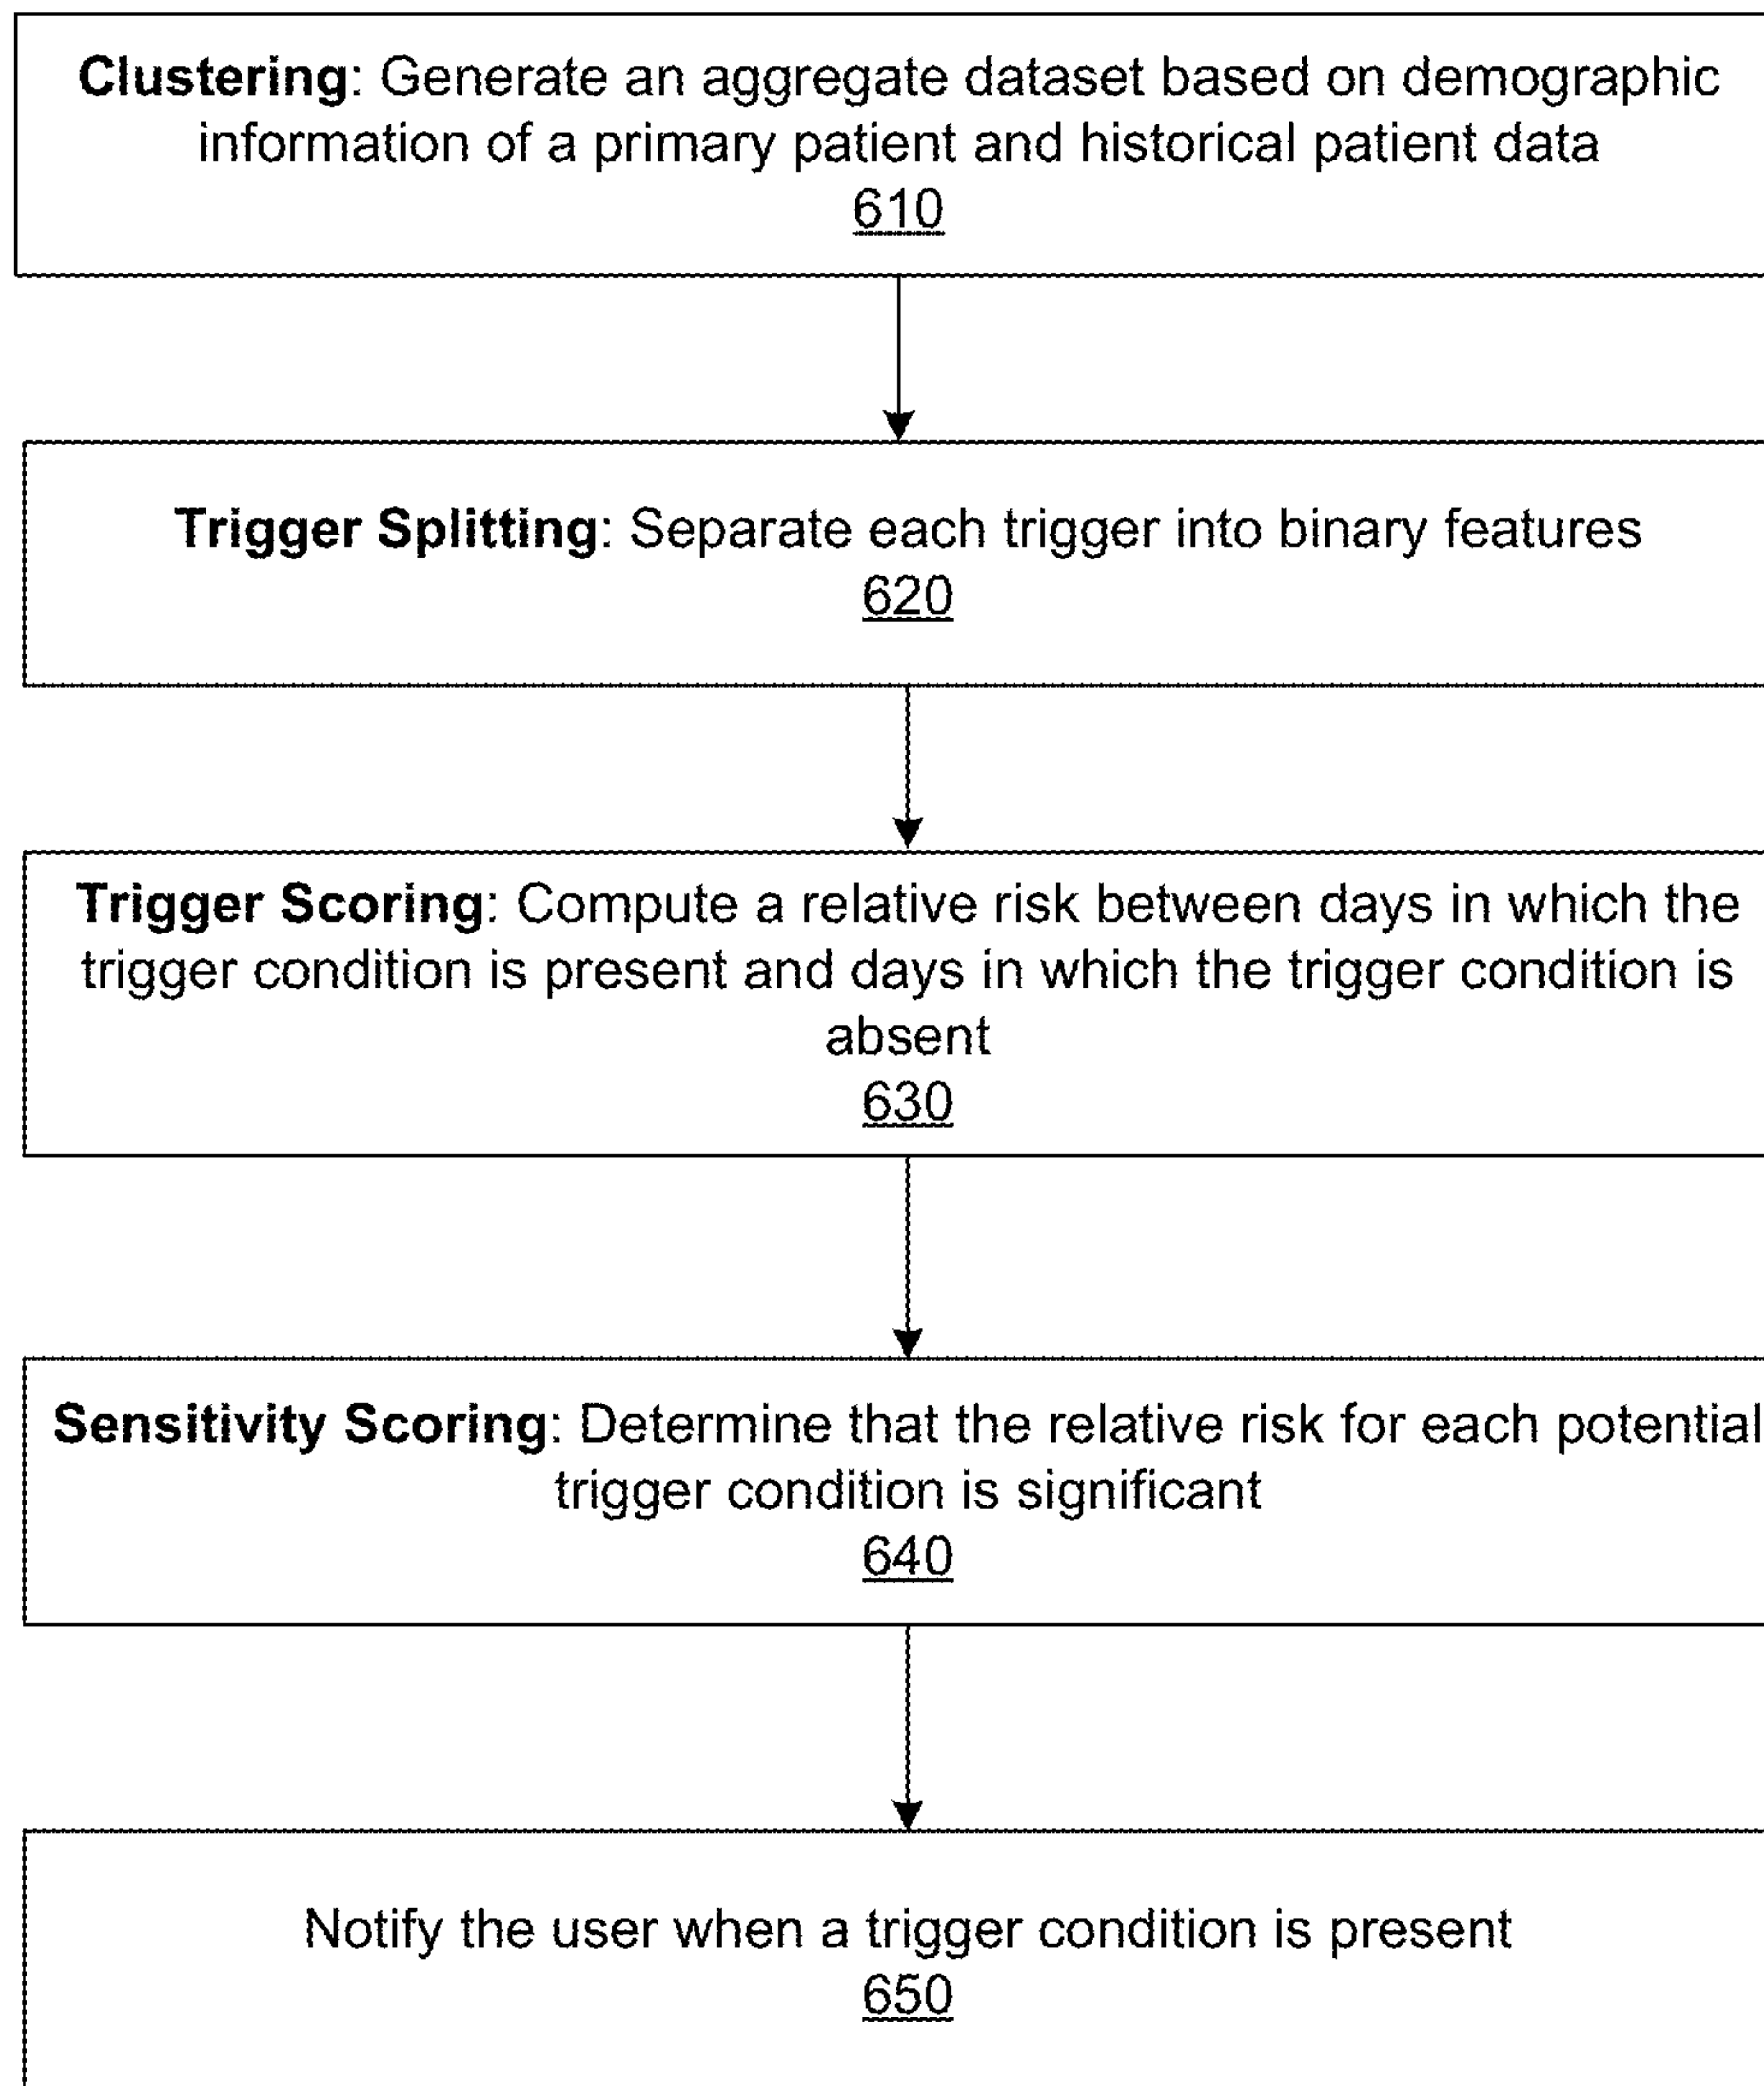 Clustering: Generate an aggregate dataset based on demographic
information of a primary patient and historical patient data
610
Trigger Splitting: Separate each trigger into binary features
620
Trigger Scoring: Compute a relative risk between days in which the
trigger condition is present and days in which the trigger condition is
absent
630
Sensitivity Scoring: Determine that the relative risk for each potential
trigger condition is significant
640
Notify the user when a trigger condition is present
650